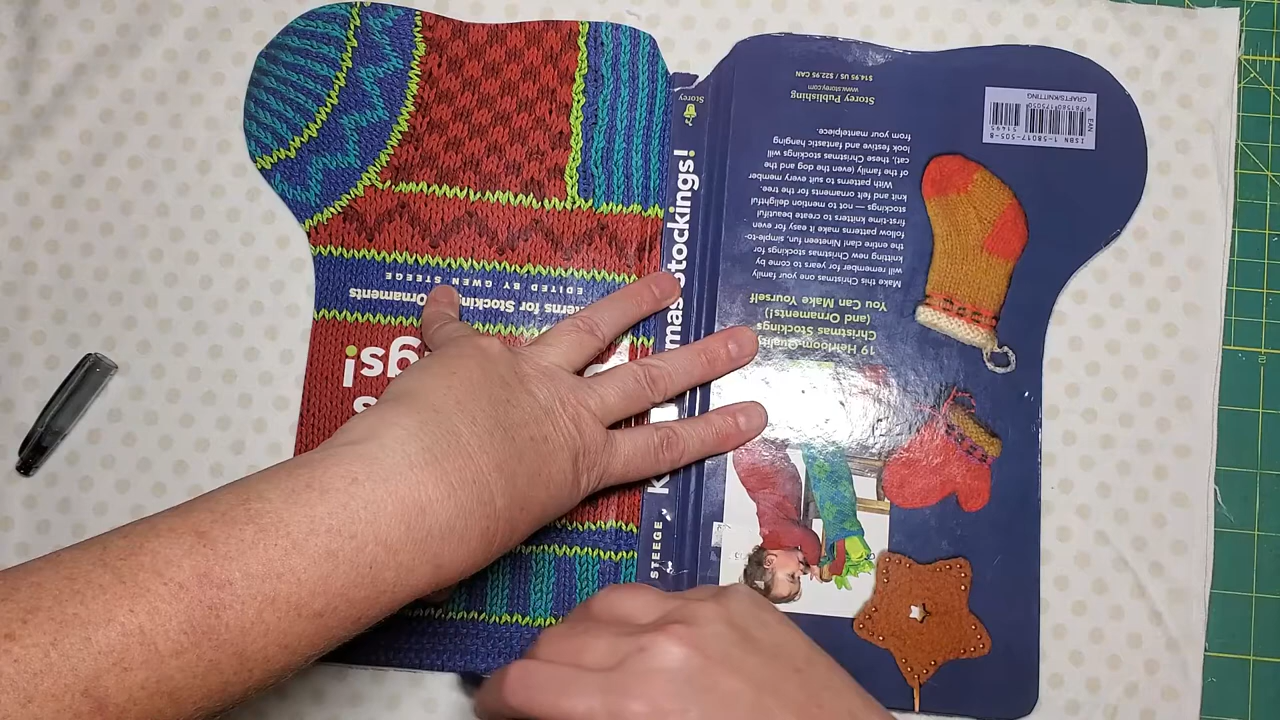 19 Heirloom-Quality
Christmas Stockings
(and Ornaments!)
You Can Make Yourself
Make this Christmas one your family
will remember for years to come by
knitting new Christmas stockings for
the entire clan! Nineteen fun, simple-to-
follow patterns make it easy for even
first-time knitters to create beautiful
stockings — not to mention delightful
knit and felt ornaments for the tree.
With patterns to suit every member
of the family (even the dog and the
cat), these Christmas stockings will
look festive and fantastic hanging
from your mantelpiece.
Storey Publishing
www.storey.com
$14.95 US / $22.95 CAN
ISBN 1-58017-505-8
EAN
51495
9781580175050
CRAFTS/KNITTING
STEEGE mas stockings! Storey
gs!
for Ornaments
EDITED BY GWEN STEEGE